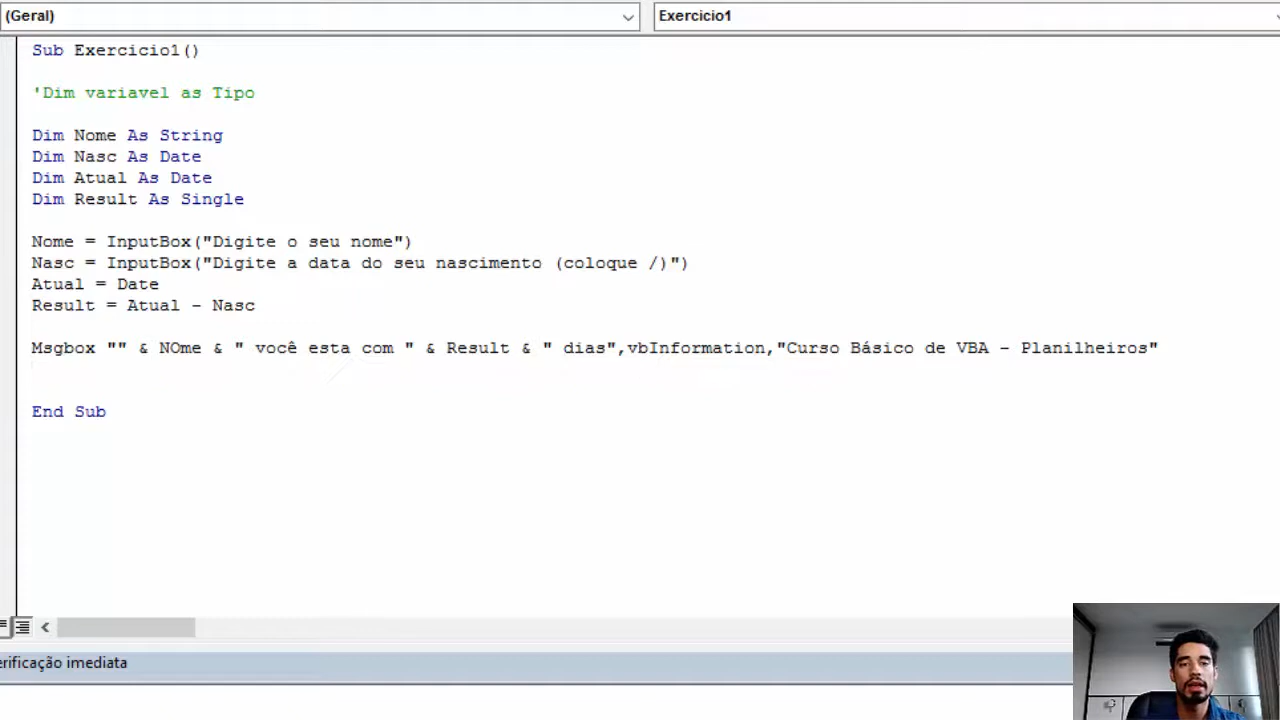 (Geral)
Exercicio1
Sub Exercicio1()
'Dim variavel as Tipo
Dim Nome As String
Dim Nasc As Date
Dim Atual As Date
Dim Result As Single
Nome = InputBox("Digite o seu nome")
Nasc = InputBox("Digite a data do seu nascimento (coloque /)")
Atual = Date
Result = Atual - Nasc
Msgbox "" & NOme & " você esta com " & Result & " dias",vbInformation,"Curso Básico de VBA - Planilheiros"
End Sub
erificação imediata